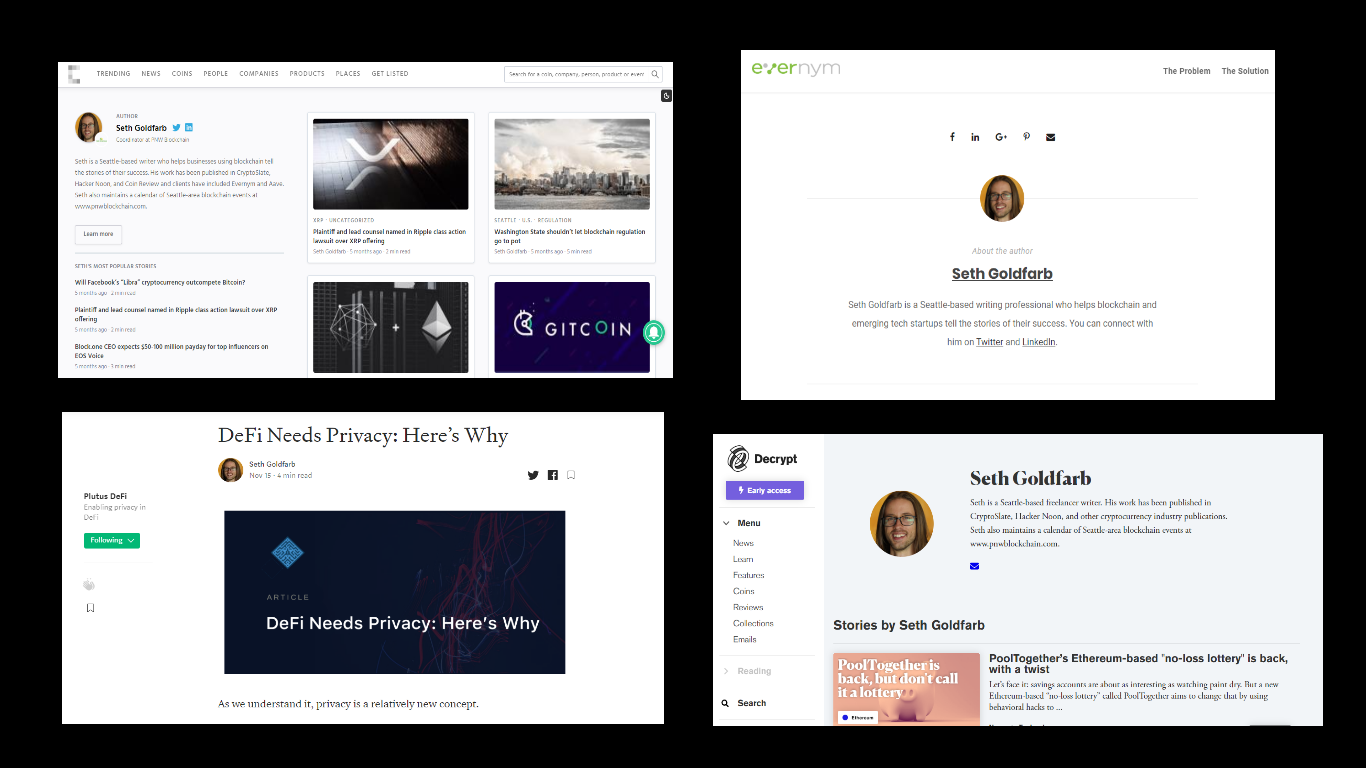 TRENDING NEWS COINS PEOPLE COMPANIES PRODUCTS PLACES GET LISTED
Search for a coin, company, person, product or event
AUTHOR
Seth Goldfarb
Coordinator at PNW Blockchain
Seth is a Seattle-based writer who helps businesses using blockchain tell
the stories of their success. His work has been published in CryptoSlate,
Hacker Noon, and Coin Review and clients have included Evernym and Aave.
Seth also maintains a calendar of Seattle-area blockchain events at
www.pnwblockchain.com.
Learn more
SETH'S MOST POPULAR STORIES
Will Facebook's "Libra" cryptocurrency outcompete Bitcoin?
5 months ago · 2 min read
Plaintiff and lead counsel named in Ripple class action lawsuit over XRP
offering
5 months ago · 2 min read
Block.one CEO expects $50-100 million payday for top influencers on
EOS Voice
5 months ago · 3 min read
XRP · UNCATEGORIZED
Plaintiff and lead counsel named in Ripple class action
lawsuit over XRP offering
Seth Goldfarb · 5 months ago · 2 min read
SEATTLE · U.S. · REGULATION
Washington State shouldn't let blockchain regulation
go to pot
Seth Goldfarb · 5 months ago · 5 min read
+
GITCOIN
evernym
The Problem The Solution
About the author
Seth Goldfarb
Seth Goldfarb is a Seattle-based writing professional who helps blockchain and
emerging tech startups tell the stories of their success. You can connect with
him on Twitter and LinkedIn.
DeFi Needs Privacy: Here's Why
Seth Goldfarb
Nov 15 · 4 min read
Plutus DeFi
Enabling privacy in
DeFi
Following
ARTICLE
DeFi Needs Privacy: Here's Why
As we understand it, privacy is a relatively new concept.
Decrypt
Early access
Menu
News
Learn
Features
Coins
Reviews
Collections
Emails
Reading
Search
Seth Goldfarb
Seth is a Seattle-based freelancer writer. His work has been published in
CryptoSlate, Hacker Noon, and other cryptocurrency industry publications.
Seth also maintains a calendar of Seattle-area blockchain events at
www.pnwblockchain.com.
Stories by Seth Goldfarb
PoolTogether is
back, but don't call
it a lottery
Ethereum
PoolTogether's Ethereum-based "no-loss lottery" is back,
with a twist
Let's face it: savings accounts are about as interesting as watching paint dry. But a new
Ethereum-based "no-loss lottery" called PoolTogether aims to change that by using
behavioral hacks to ...